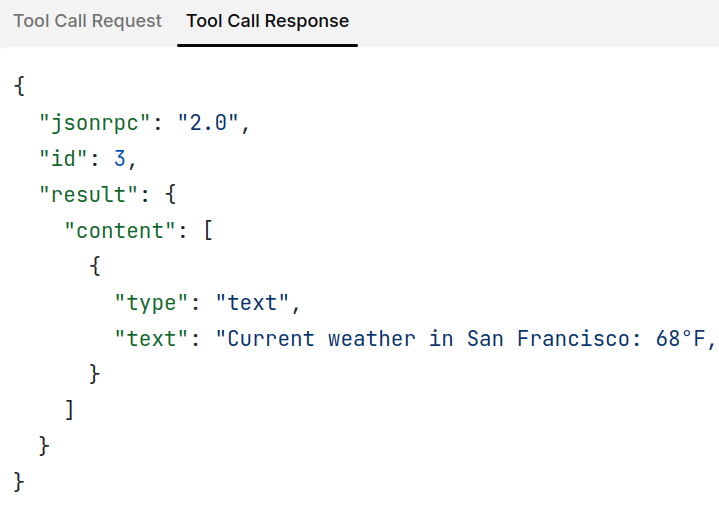 Tool Call Request Tool Call Response
{
  "jsonrpc": "2.0",
  "id": 3,
  "result": {
    "content": [
      {
        "type": "text",
        "text": "Current weather in San Francisco: 68°F,
      }
    ]
  }
}